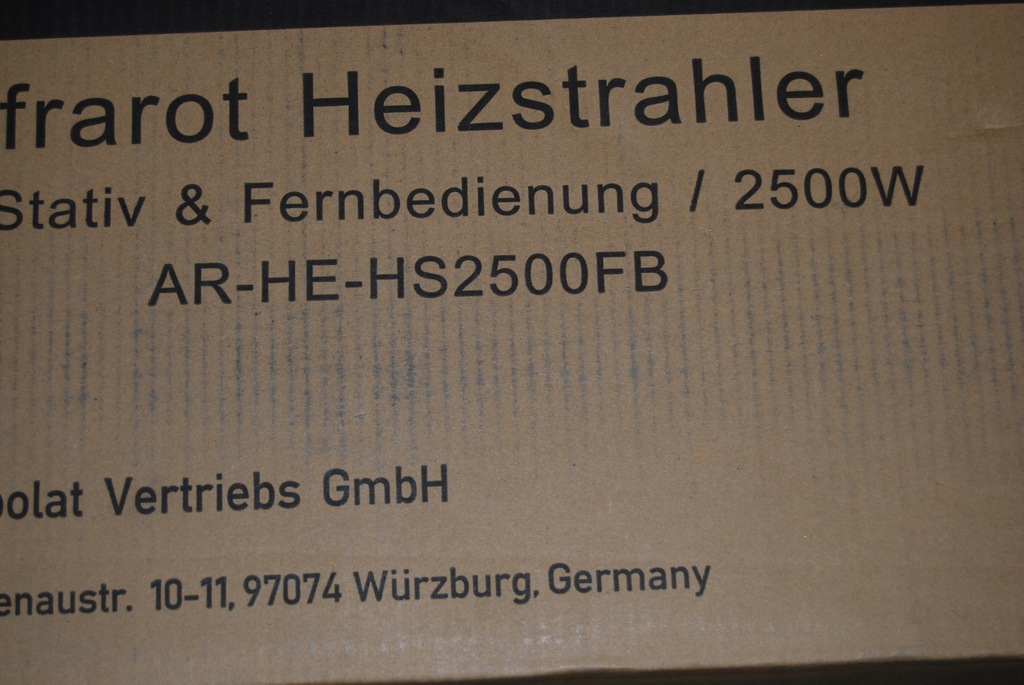 frarot Heizstrahler
Stativ & Fernbedienung / 2500W
AR-HE-HS2500FB
olat Vertriebs GmbH
enaustr. 10-11, 97074 Würzburg, Germany